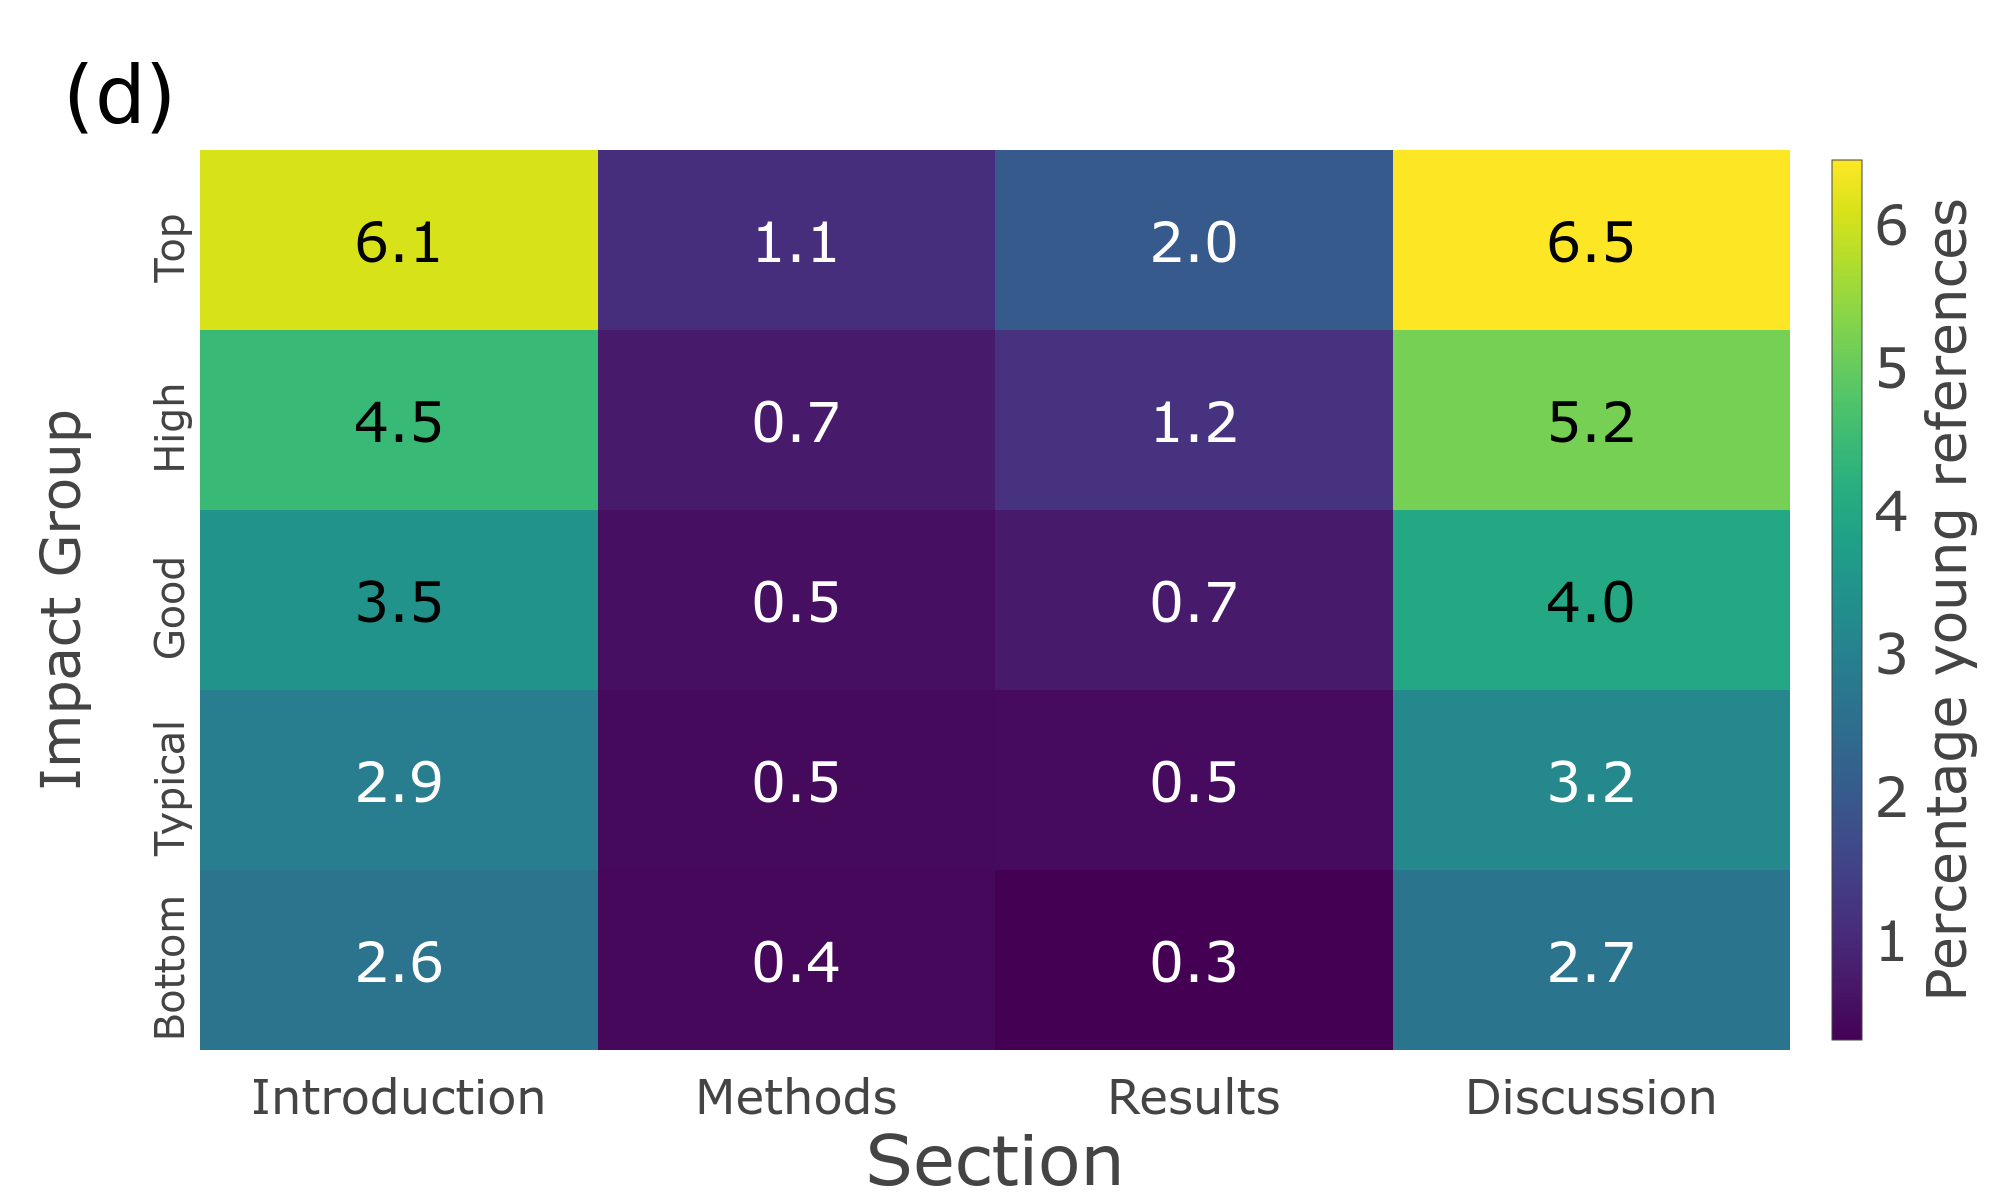 (d)
Impact Group
Top
6.1 1.1 2.0 6.5
High
4.5 0.7 1.2 5.2
Good
3.5 0.5 0.7 4.0
Typical
2.9 0.5 0.5 3.2
Bottom
2.6 0.4 0.3 2.7
Introduction Methods Results Discussion
Section
6
5
4
3
2
1
Percentage young references